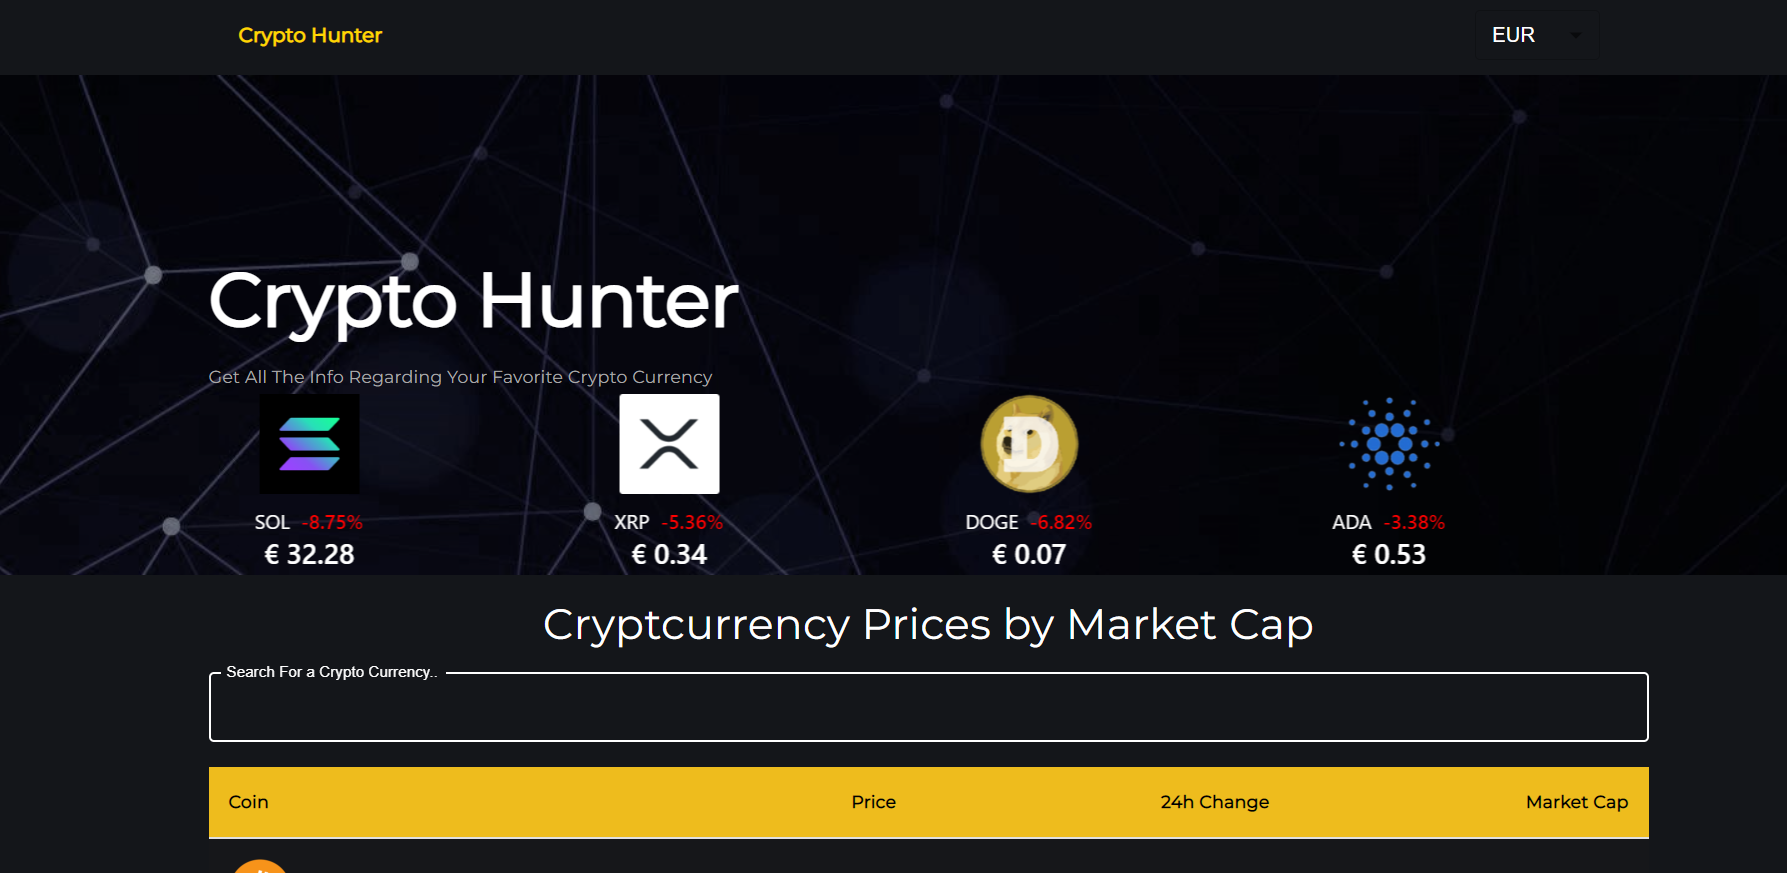 Crypto Hunter
EUR
Crypto Hunter
Get All The Info Regarding Your Favorite Crypto Currency
SOL -8.75%
€ 32.28
XRP -5.36%
€ 0.34
DOGE -6.82%
€ 0.07
ADA -3.38%
€ 0.53
Cryptcurrency Prices by Market Cap
Search For a Crypto Currency..
Coin Price 24h Change Market Cap